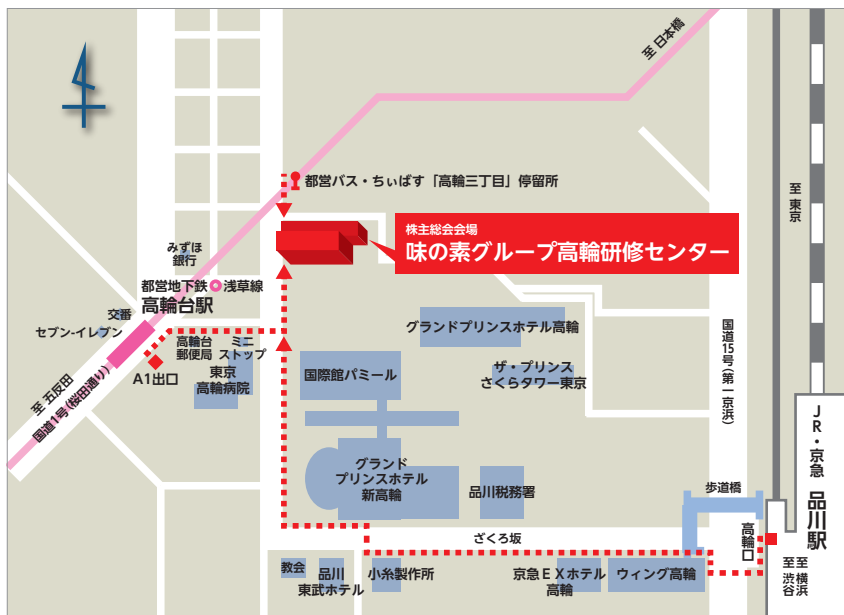 至 日本橋
都営バス・ちぃばす「高輪三丁目」停留所
株主総会会場
味の素グループ高輪研修センター
至 東京
みずほ
銀行
都営地下鉄 浅草線
高輪台駅
交番
セブン-イレブン
高輪台
郵便局
ミニ
ストップ
A1出口
東京
高輪病院
至 五反田
国道1号(桜田通り)
グランドプリンスホテル高輪
国際館パミール
ザ・プリンス
さくらタワー東京
国道15号(第一京浜)
グランド
プリンスホテル
新高輪
品川税務署
歩道橋
JR・京急 品川駅
高輪口
ざくろ坂
至 横浜
至 渋谷
教会
品川
東武ホテル
小糸製作所
京急EXホテル
高輪
ウィング高輪